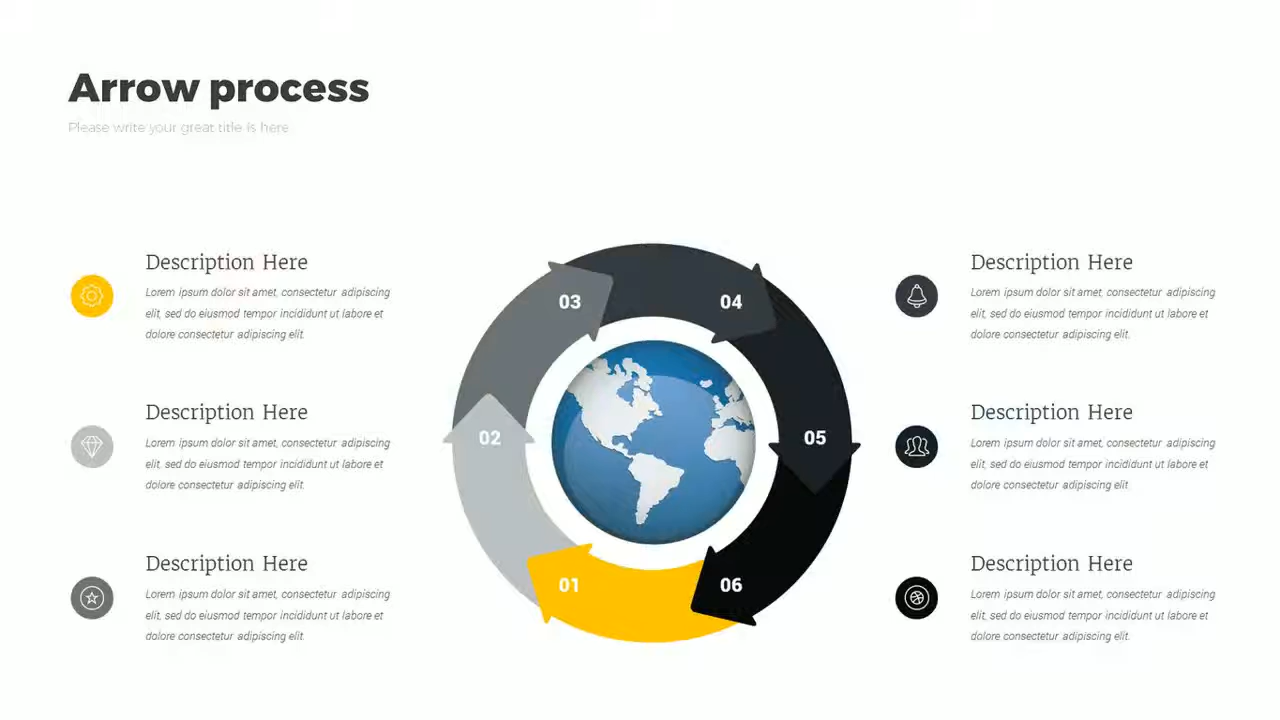 Arrow process
Please write your great title is here.
Description Here
Lorem ipsum dolor sit amet, consectetur adipiscing
elit, sed do eiusmod tempor incididunt ut labore et
dolore consectetur adipiscing elit.
Description Here
Lorem ipsum dolor sit amet, consectetur adipiscing
elit, sed do eiusmod tempor incididunt ut labore et
dolore consectetur adipiscing elit.
Description Here
Lorem ipsum dolor sit amet, consectetur adipiscing
elit, sed do eiusmod tempor incididunt ut labore et
dolore consectetur adipiscing elit.
03
04
02
05
01
06
Description Here
Lorem ipsum dolor sit amet, consectetur adipiscing
elit, sed do eiusmod tempor incididunt ut labore et
dolore consectetur adipiscing elit.
Description Here
Lorem ipsum dolor sit amet, consectetur adipiscing
elit, sed do eiusmod tempor incididunt ut labore et
dolore consectetur adipiscing elit.
Description Here
Lorem ipsum dolor sit amet, consectetur adipiscing
elit, sed do eiusmod tempor incididunt ut labore et
dolore consectetur adipiscing elit.